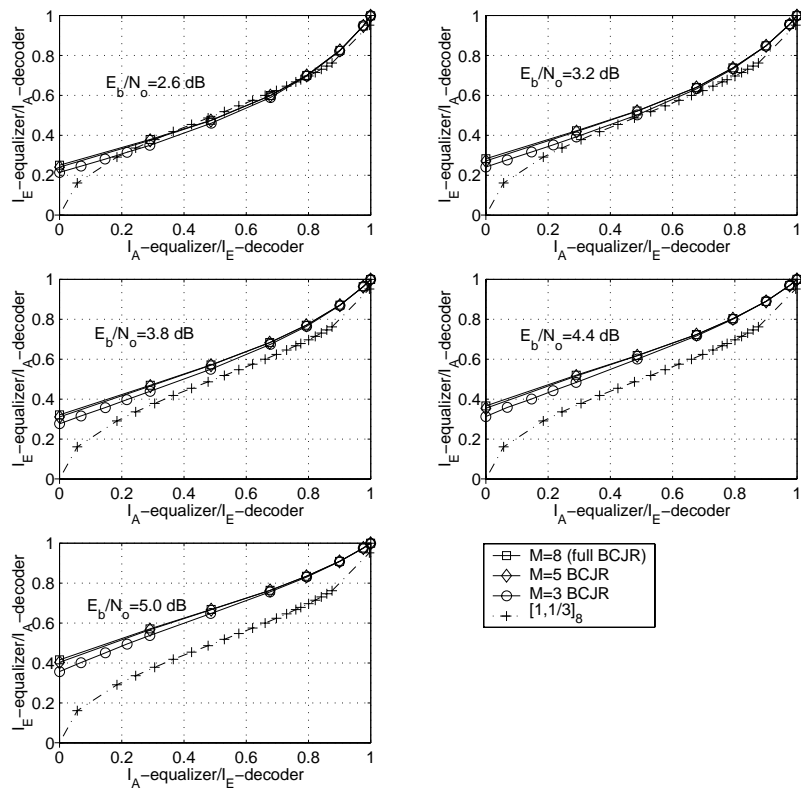 1
0.8
0.6
0.4
0.2
0
0 0.2 0.4 0.6 0.8 1
I_E−equalizer/I_A−decoder
I_A−equalizer/I_E−decoder
E_b/N_o=2.6 dB
1
0.8
0.6
0.4
0.2
0
0 0.2 0.4 0.6 0.8 1
I_E−equalizer/I_A−decoder
I_A−equalizer/I_E−decoder
E_b/N_o=3.2 dB
1
0.8
0.6
0.4
0.2
0
0 0.2 0.4 0.6 0.8 1
I_E−equalizer/I_A−decoder
I_A−equalizer/I_E−decoder
E_b/N_o=3.8 dB
1
0.8
0.6
0.4
0.2
0
0 0.2 0.4 0.6 0.8 1
I_E−equalizer/I_A−decoder
I_A−equalizer/I_E−decoder
E_b/N_o=4.4 dB
1
0.8
0.6
0.4
0.2
0
0 0.2 0.4 0.6 0.8 1
I_E−equalizer/I_A−decoder
I_A−equalizer/I_E−decoder
E_b/N_o=5.0 dB
M=8 (full BCJR)
M=5 BCJR
M=3 BCJR
[1,1/3]_8